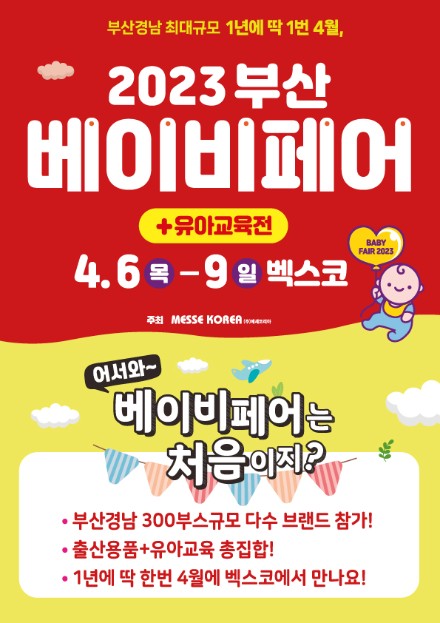 부산경남 최대규모 1년에 딱 1번 4월,
2023 부산
베이비페어
+유아교육전
4. 6 목 – 9 일 벡스코
BABY
FAIR 2023
주최 MESSE KOREA (주)메세코리아
어서와~
베이비페어는
처음이지?
• 부산경남 300부스규모 다수 브랜드 참가!
• 출산용품+유아교육 총집합!
• 1년에 딱 한번 4월에 벡스코에서 만나요!